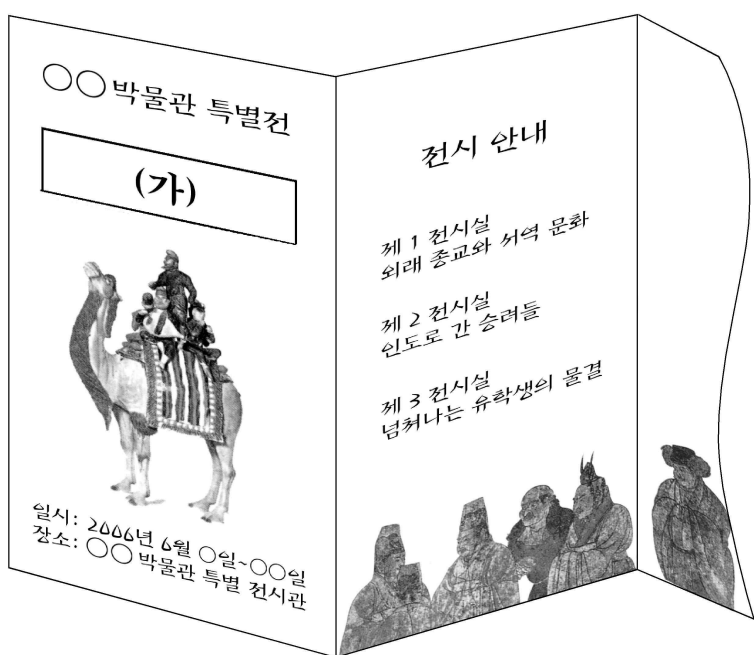 ○○박물관 특별전
(가)
일시: 2006년 6월 ○일~○○일
장소: ○○ 박물관 특별 전시관
전시 안내
제 1 전시실
외래 종교와 서역 문화
제 2 전시실
인도로 간 승려들
제 3 전시실
넘쳐나는 유학생의 물결